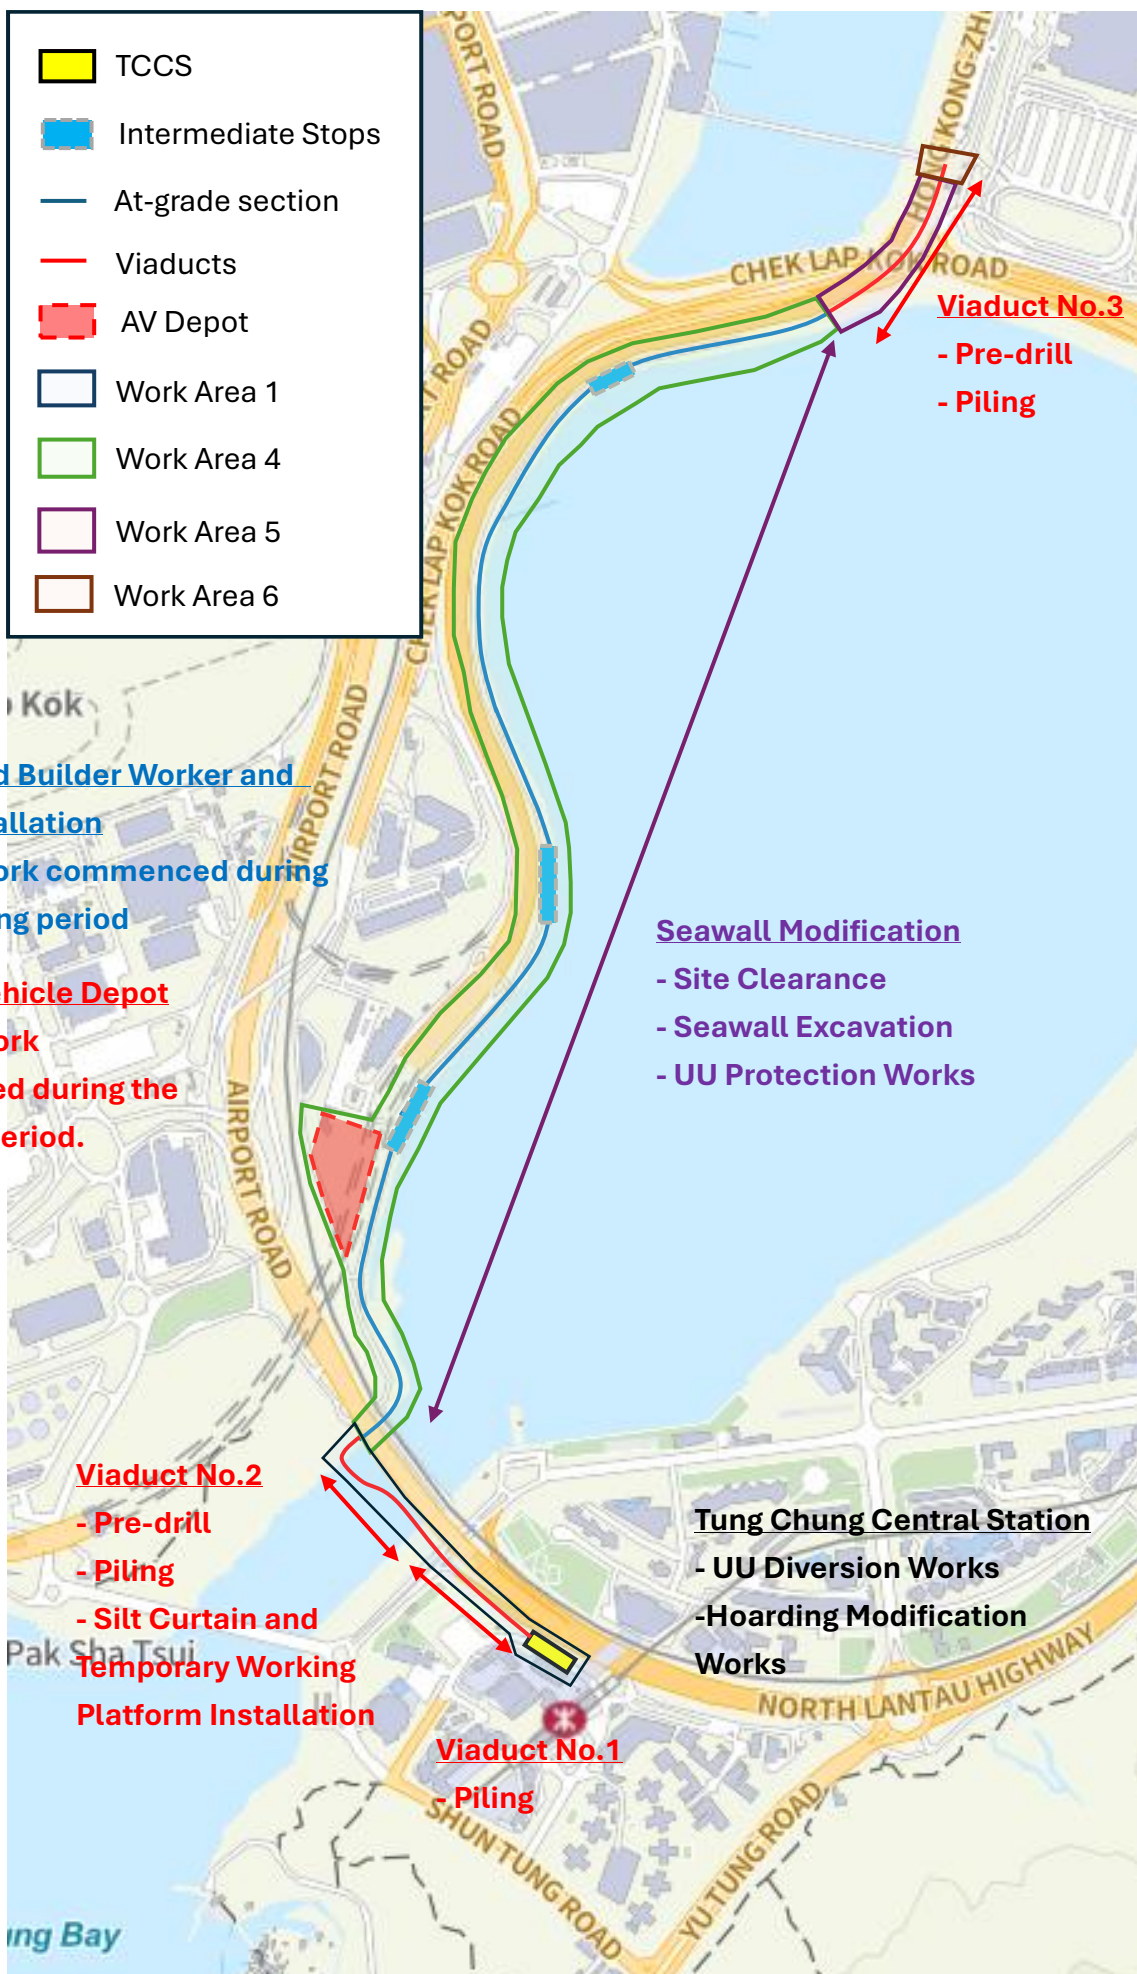 TCCS
Intermediate Stops
At-grade section
Viaducts
AV Depot
Work Area 1
Work Area 4
Work Area 5
Work Area 6
PORT ROAD
HONG KONG-ZH
CHEK LAP KOK ROAD
Viaduct No.3
- Pre-drill
- Piling
RT ROAD
CHEK LAP KOK ROAD
Kok
AIRPORT ROAD
d Builder Worker and
allation
ork commenced during
ng period
ehicle Depot
ork
ed during the
eriod.
Seawall Modification
- Site Clearance
- Seawall Excavation
- UU Protection Works
AIRPORT ROAD
Viaduct No.2
- Pre-drill
- Piling
- Silt Curtain and
Temporary Working
Platform Installation
Pak Sha Tsui
Tung Chung Central Station
- UU Diversion Works
-Hoarding Modification
Works
NORTH LANTAU HIGHWAY
Viaduct No.1
- Piling
SHUN TUNG ROAD
YU TUNG ROAD
ung Bay